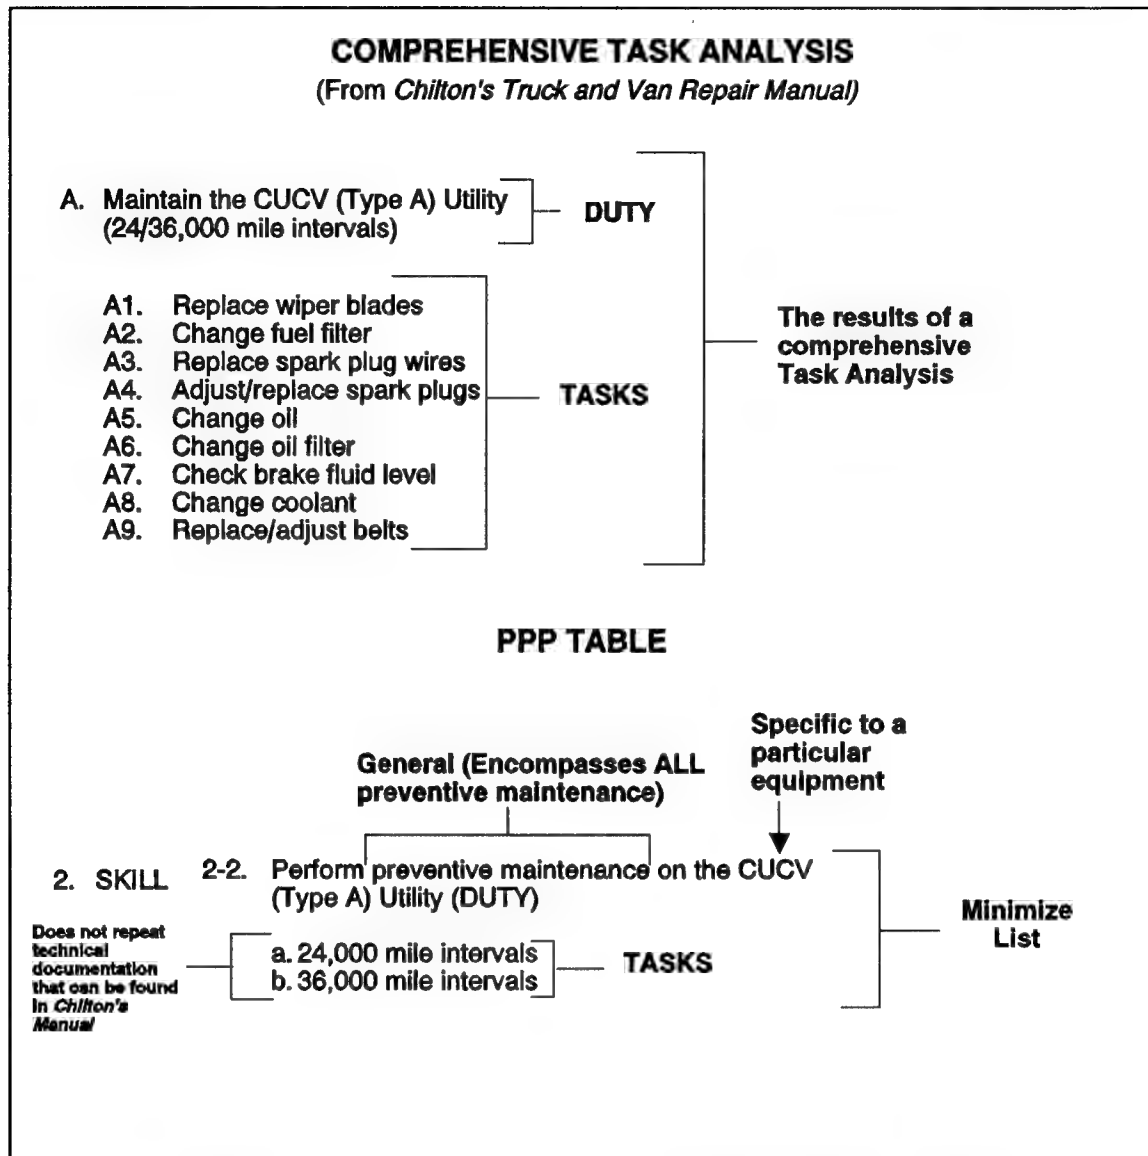 COMPREHENSIVE TASK ANALYSIS
(From Chilton's Truck and Van Repair Manual)
A. Maintain the CUCV (Type A) Utility
(24/36,000 mile intervals)
DUTY
A1. Replace wiper blades
A2. Change fuel filter
A3. Replace spark plug wires
A4. Adjust/replace spark plugs
A5. Change oil
A6. Change oil filter
A7. Check brake fluid level
A8. Change coolant
A9. Replace/adjust belts
TASKS
The results of a
comprehensive
Task Analysis
PPP TABLE
General (Encompasses ALL
preventive maintenance)
Specific to a
particular
equipment
2. SKILL
2-2. Perform preventive maintenance on the CUCV
(Type A) Utility (DUTY)
Does not repeat
technical
documentation
that can be found
in Chilton's
Manual
a. 24,000 mile intervals
b. 36,000 mile intervals
TASKS
Minimize
List